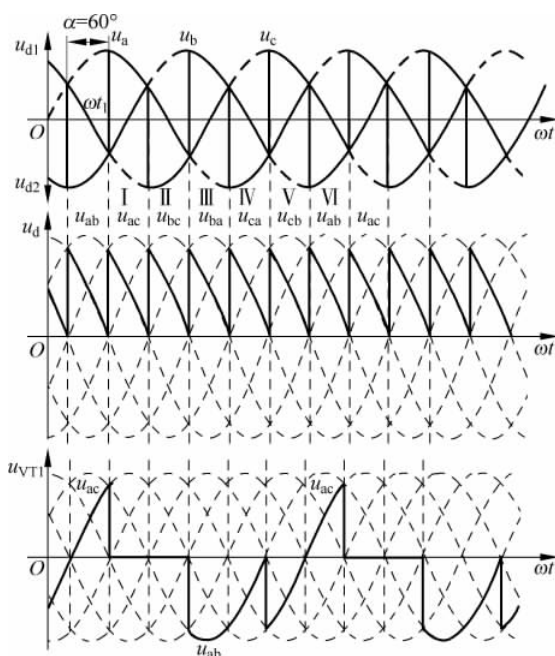 α=60°
u_d1 u_a u_b u_c
ωt_1
O ωt
u_d2
Ⅰ Ⅱ Ⅲ Ⅳ Ⅴ Ⅵ
u_d u_ab u_ac u_bc u_ba u_ca u_cb u_ab u_ac
O ωt
u_VT1 u_ac u_ac
O ωt
u_ab